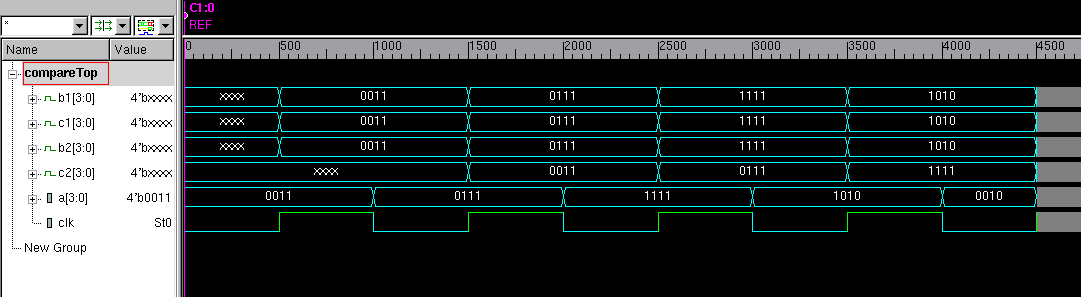 C1:0
REF
*
Name Value
0 500 1000 1500 2000 2500 3000 3500 4000 4500
compareTop
b1[3:0] 4'bxxxx xxxx 0011 0111 1111 1010
c1[3:0] 4'bxxxx xxxx 0011 0111 1111 1010
b2[3:0] 4'bxxxx xxxx 0011 0111 1111 1010
c2[3:0] 4'bxxxx xxxx 0011 0111 1111
a[3:0] 4'b0011 0011 0111 1111 1010 0010
clk St0
New Group